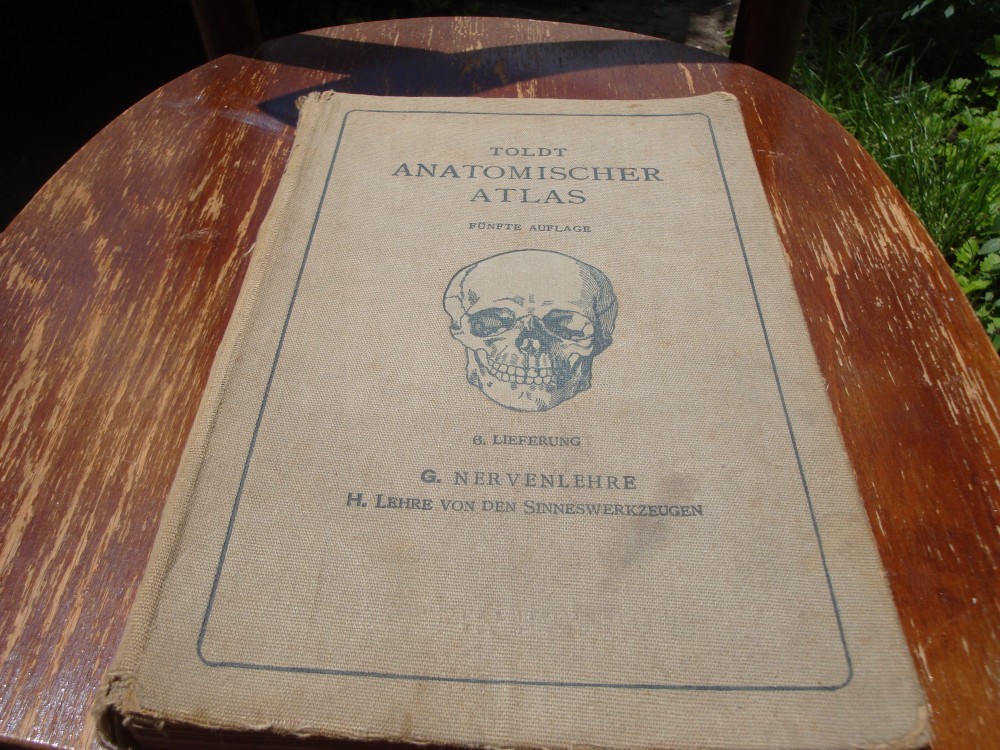 TOLDT
ANATOMISCHER
ATLAS
FÜNFTE AUFLAGE
6. LIEFERUNG
G. NERVENLEHRE
H. LEHRE VON DEN SINNESWERKZEUGEN